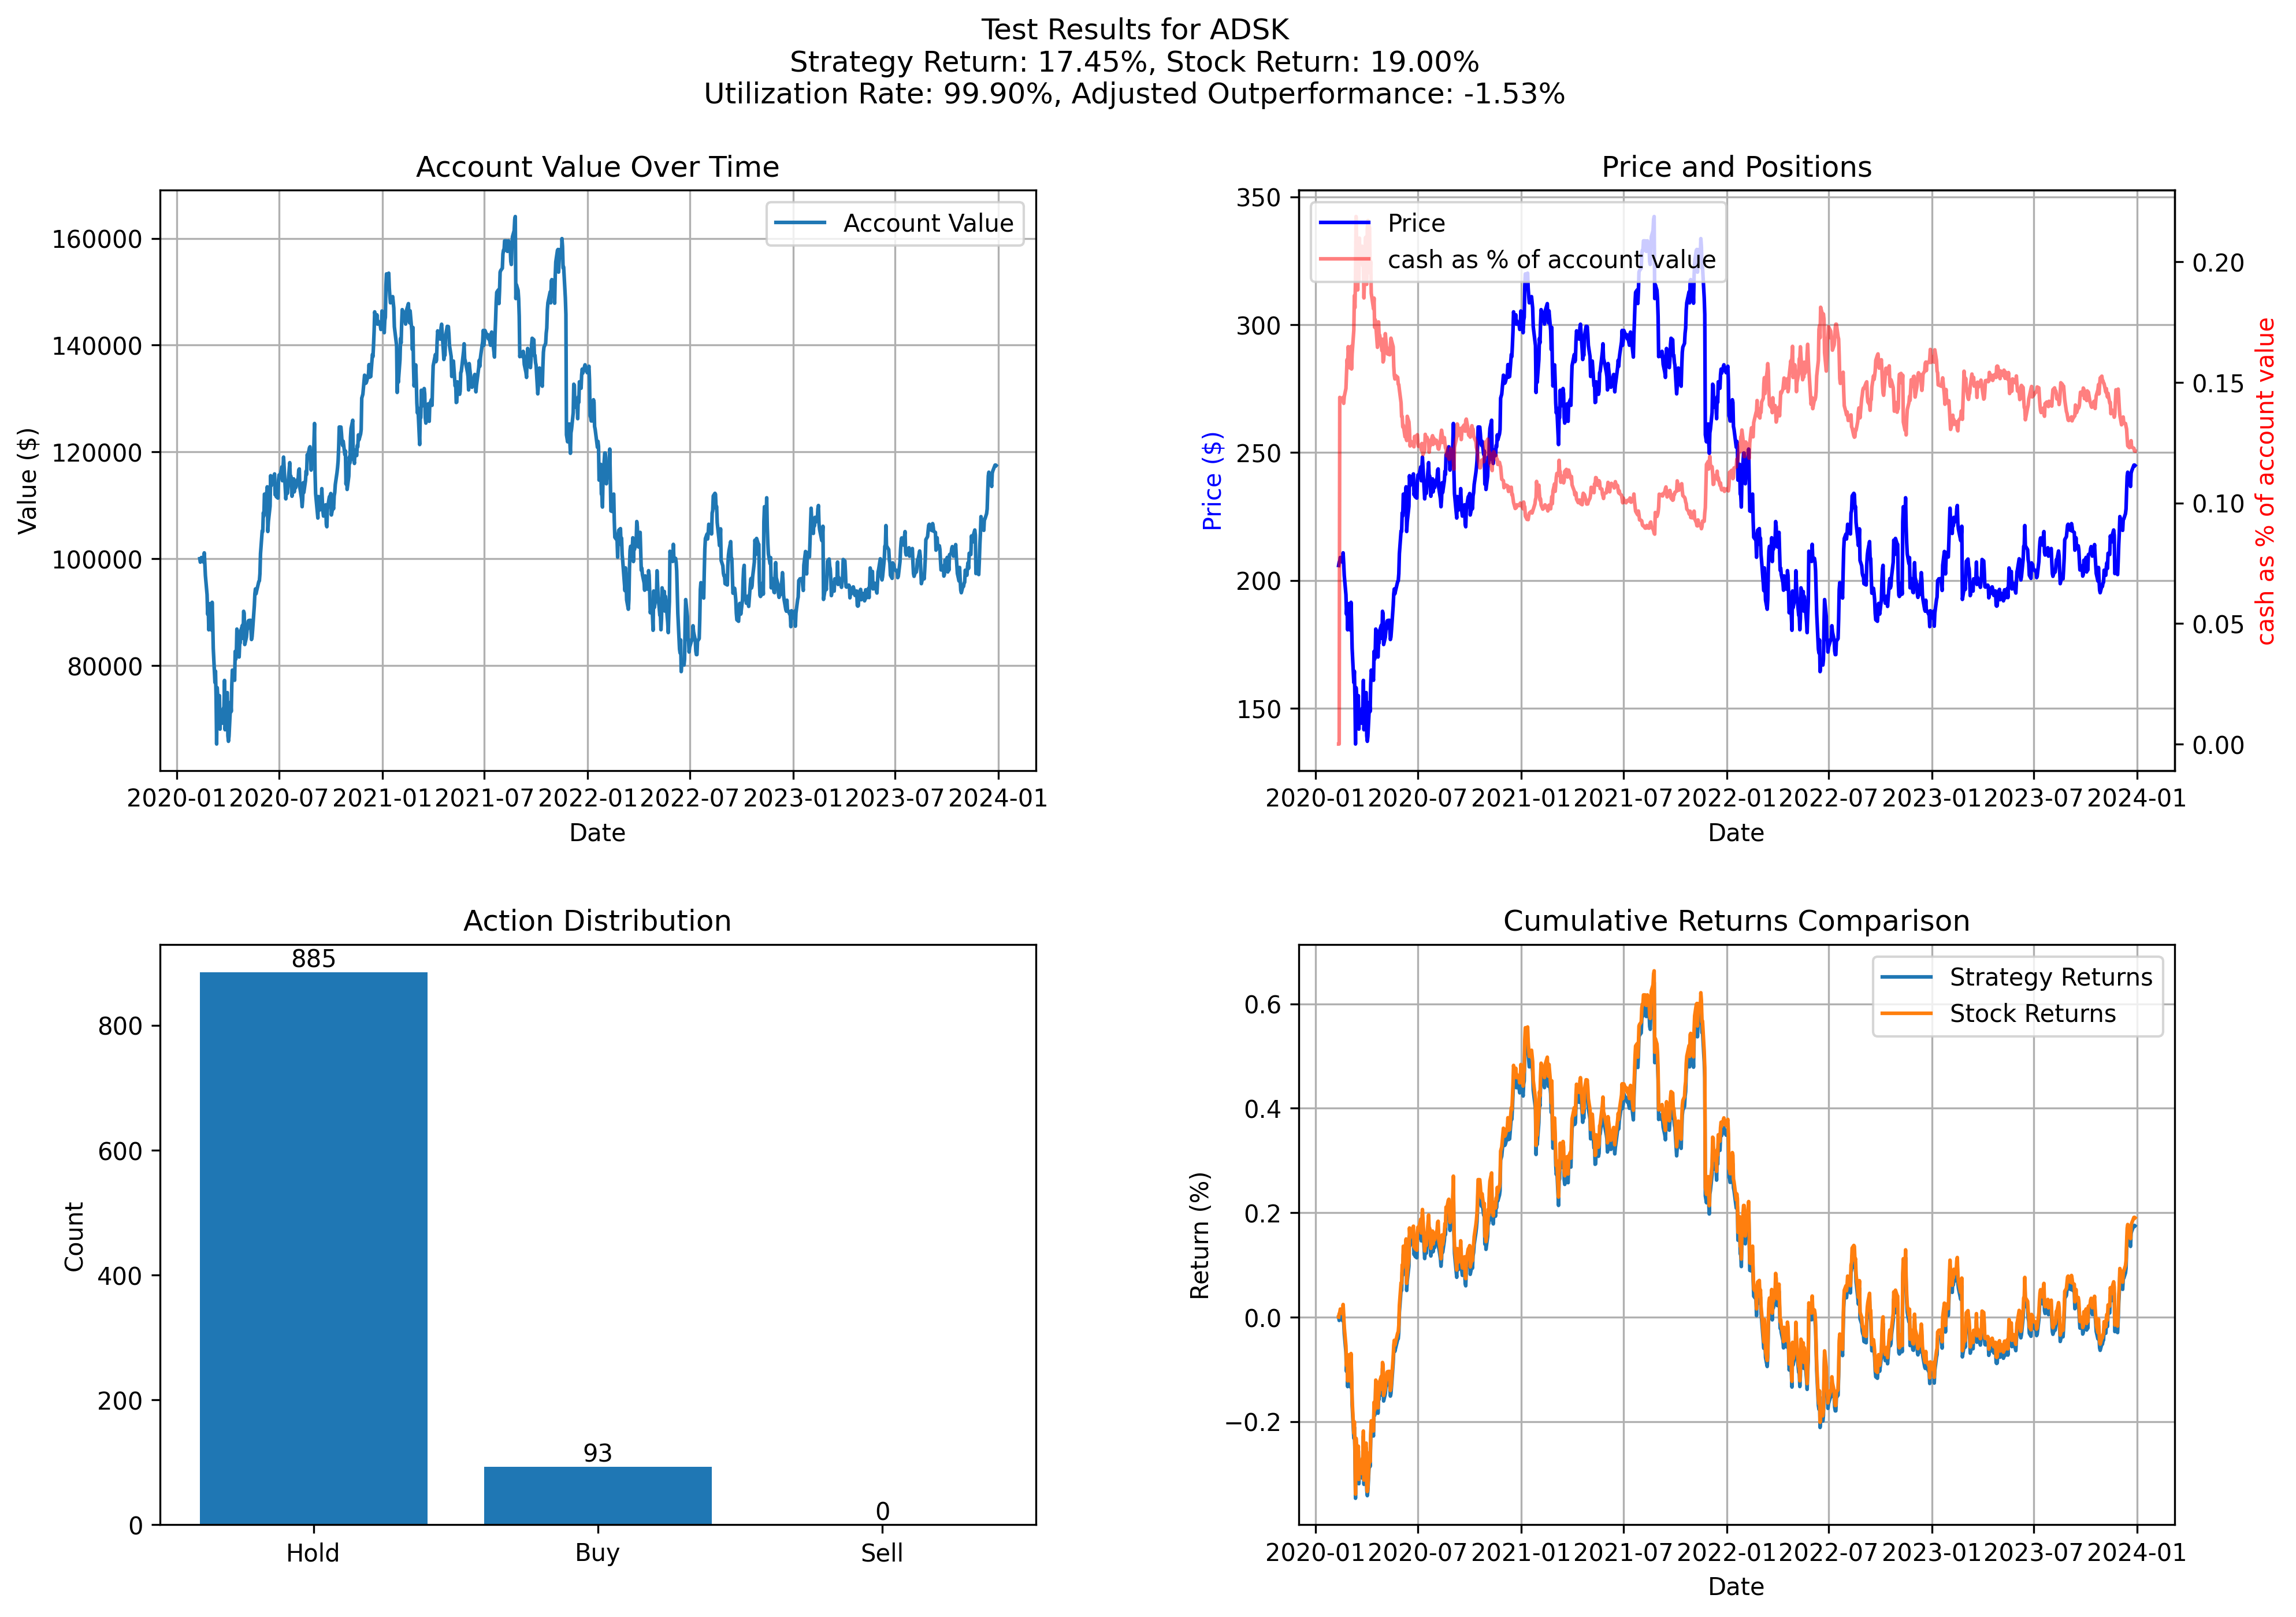 Test Results for ADSK
Strategy Return: 17.45%, Stock Return: 19.00%
Utilization Rate: 99.90%, Adjusted Outperformance: -1.53%
Account Value Over Time
Account Value
Value ($)
160000
140000
120000
100000
80000
2020-01 2020-07 2021-01 2021-07 2022-01 2022-07 2023-01 2023-07 2024-01
Date
Price and Positions
Price
cash as % of account value
Price ($)
350
300
250
200
150
0.20
0.15
0.10
0.05
0.00
cash as % of account value
2020-01 2020-07 2021-01 2021-07 2022-01 2022-07 2023-01 2023-07 2024-01
Date
Action Distribution
Count
800
600
400
200
0
885
93
0
Hold Buy Sell
Cumulative Returns Comparison
Strategy Returns
Stock Returns
Return (%)
0.6
0.4
0.2
0.0
−0.2
2020-01 2020-07 2021-01 2021-07 2022-01 2022-07 2023-01 2023-07 2024-01
Date